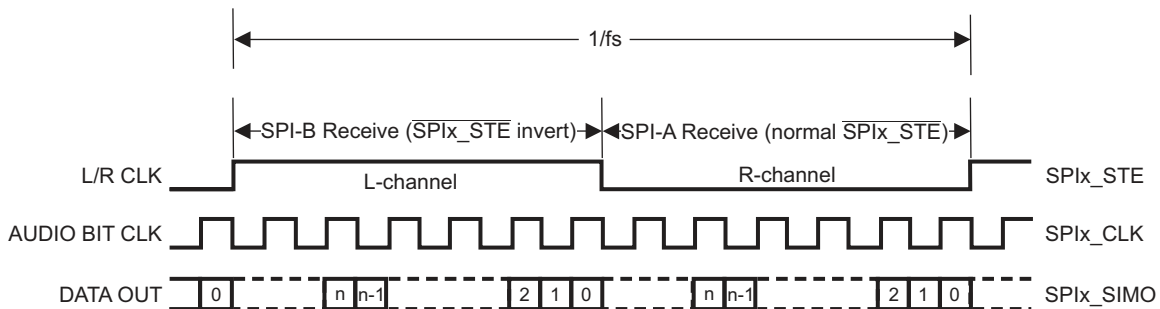 1/fs
SPI-B Receive (SPIx_STE invert) SPI-A Receive (normal SPIx_STE)
L/R CLK L-channel R-channel SPIx_STE
AUDIO BIT CLK SPIx_CLK
DATA OUT 0 n n-1 2 1 0 n n-1 2 1 0 SPIx_SIMO